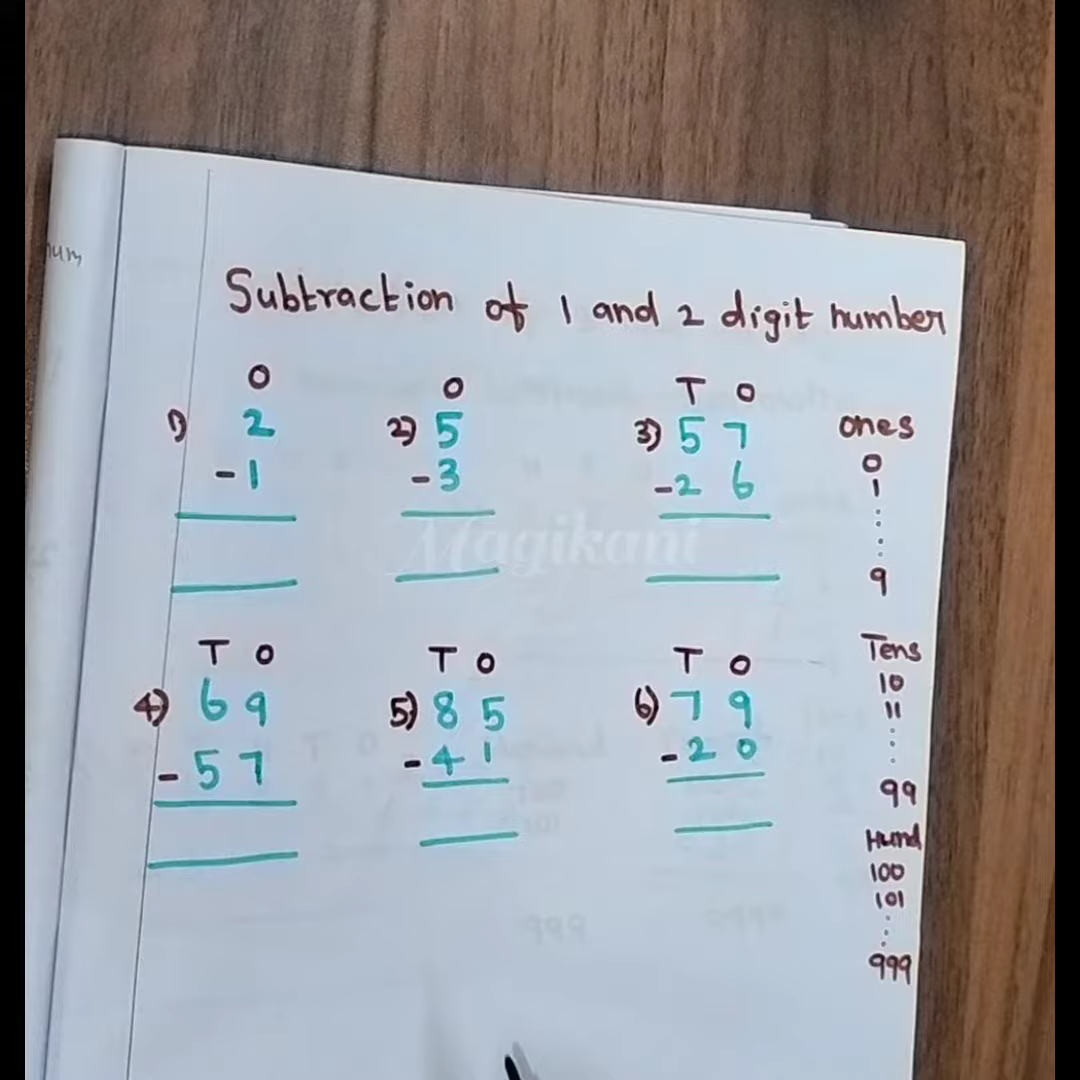 Subtraction of 1 and 2 digit number
O
1) 2
-1
O
2) 5
-3
T O
3) 5 7
-2 6
T O
4) 6 9
- 5 7
T O
5) 8 5
- 4 1
T O
6) 7 9
- 2 0
ones
0
1
......
9
Tens
10
11
.....
99
Hund
100
101
....
999
Magikani